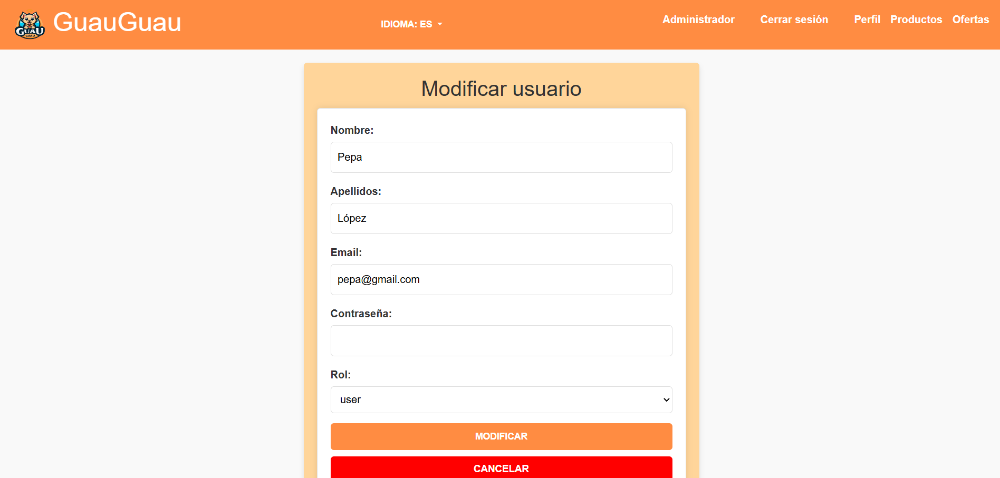 GUAU
GUAU
GuauGuau
IDIOMA: ES
Administrador
Cerrar sesión
Perfil
Productos
Ofertas
Modificar usuario
Nombre:
Pepa
Apellidos:
López
Email:
pepa@gmail.com
Contraseña:
Rol:
user
MODIFICAR
CANCELAR